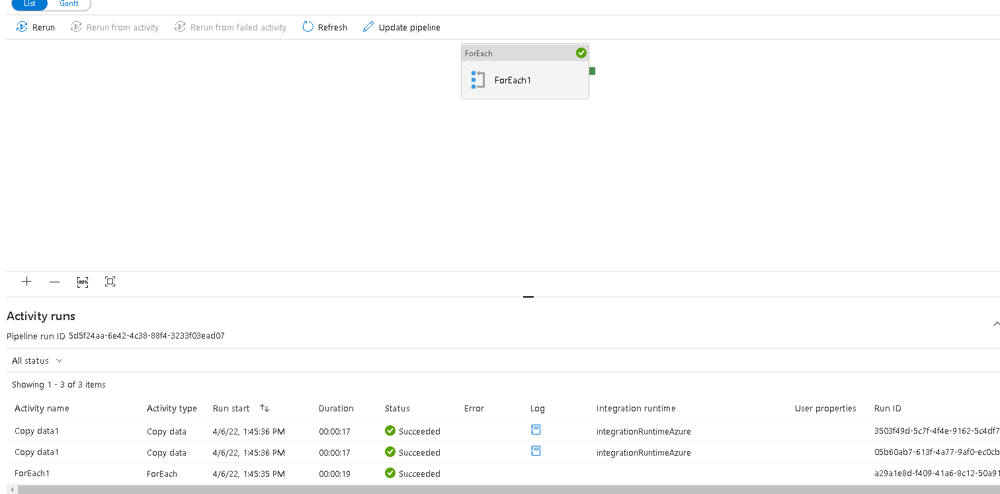 List Gantt
Rerun Rerun from activity Rerun from failed activity Refresh Update pipeline
ForEach
ForEach1
100%
Activity runs
Pipeline run ID 5d5f24aa-6e42-4c38-88f4-3233f03ead07
All status
Showing 1 - 3 of 3 items
Activity name Activity type Run start Duration Status Error Log Integration runtime User properties Run ID
Copy data1 Copy data 4/6/22, 1:45:36 PM 00:00:17 Succeeded integrationRuntimeAzure 3503f49d-5c7f-4f4e-9162-5c4df7
Copy data1 Copy data 4/6/22, 1:45:36 PM 00:00:17 Succeeded integrationRuntimeAzure 05b60ab7-613f-4a77-9af0-ec0cb
ForEach1 ForEach 4/6/22, 1:45:35 PM 00:00:19 Succeeded a29a1e8d-f409-41a6-8c12-50a91